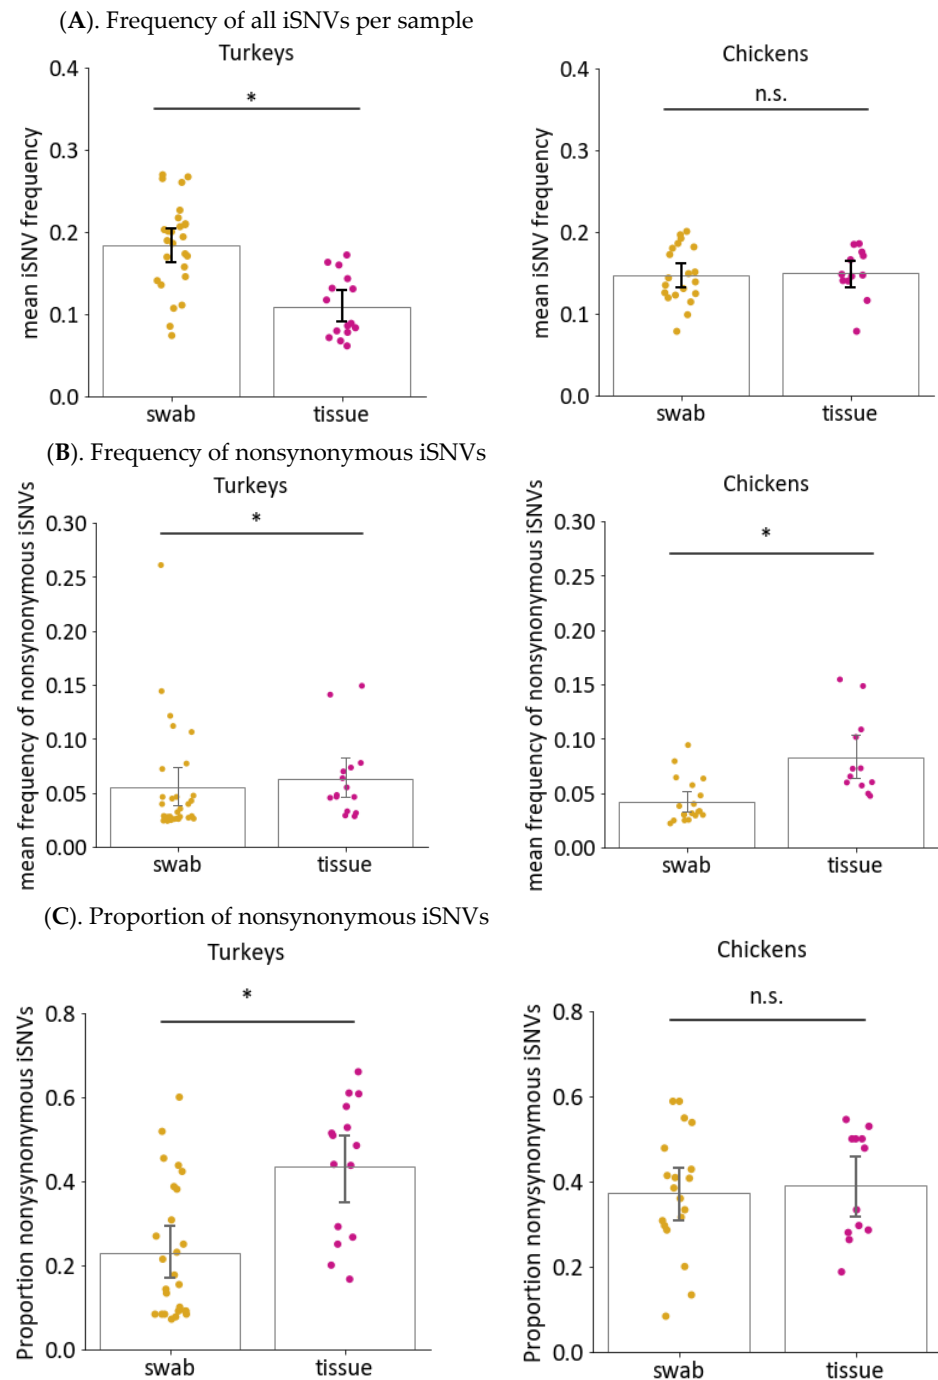 (A). Frequency of all iSNVs per sample
Turkeys
Chickens
mean iSNV frequency
0.4
0.3
0.2
0.1
0.0
*
swab
tissue
0.4
0.3
0.2
0.1
0.0
mean iSNV frequency
n.s.
swab
tissue
(B). Frequency of nonsynonymous iSNVs
Turkeys
Chickens
mean frequency of nonsynonymous iSNVs
0.30
0.25
0.20
0.15
0.10
0.05
0.00
*
swab
tissue
mean frequency of nonsynonymous iSNVs
0.30
0.25
0.20
0.15
0.10
0.05
0.00
*
swab
tissue
(C). Proportion of nonsynonymous iSNVs
Turkeys
Chickens
Proportion nonysynonymous iSNVs
0.8
0.6
0.4
0.2
0.0
*
swab
tissue
Proportion nonysynonymous iSNVs
0.8
0.6
0.4
0.2
0.0
n.s.
swab
tissue